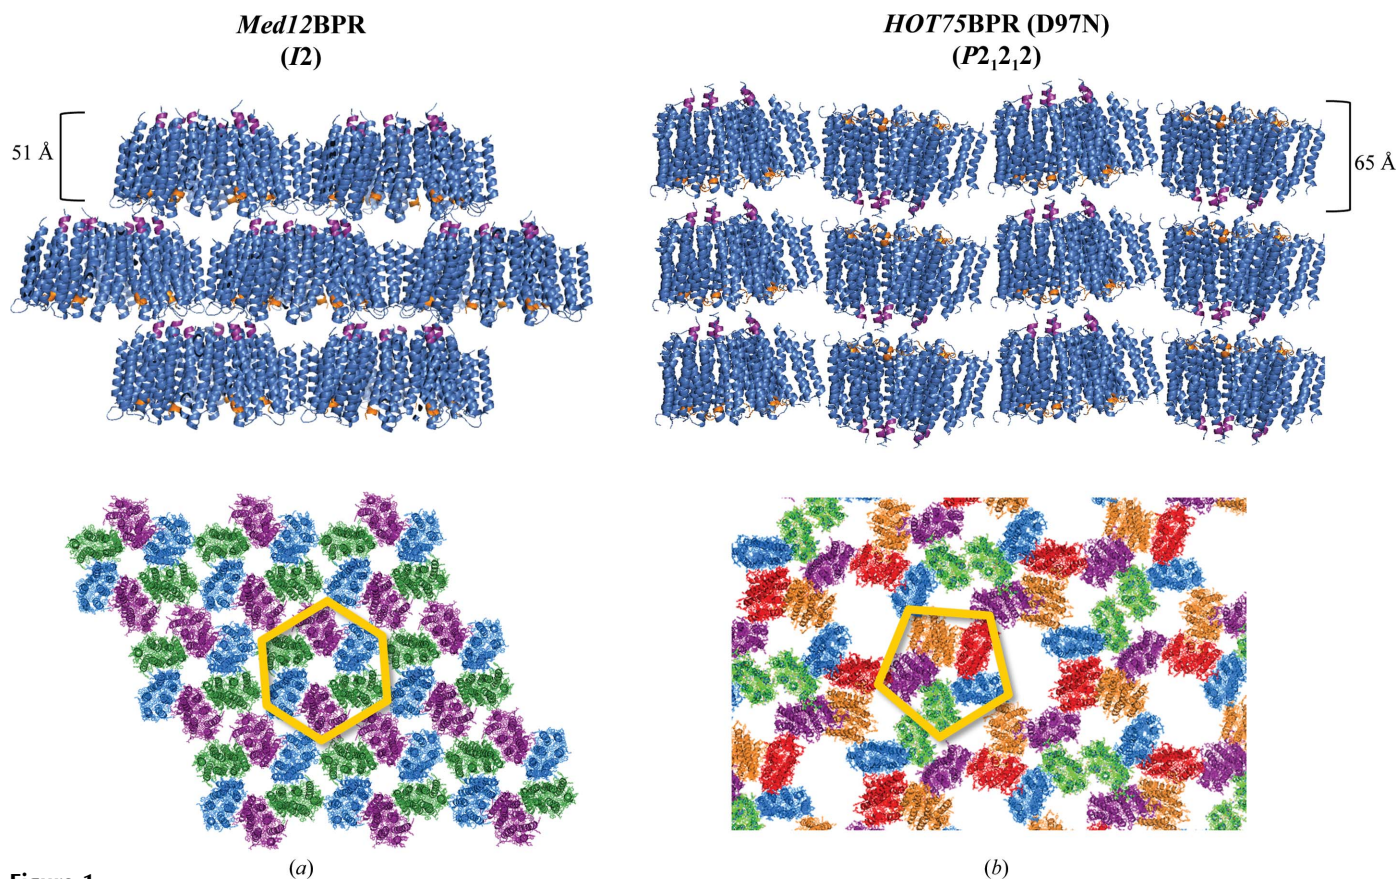 Med12BPR
(I2)
HOT75BPR (D97N)
(P2₁2₁2)
51 Å
65 Å
(a)
(b)